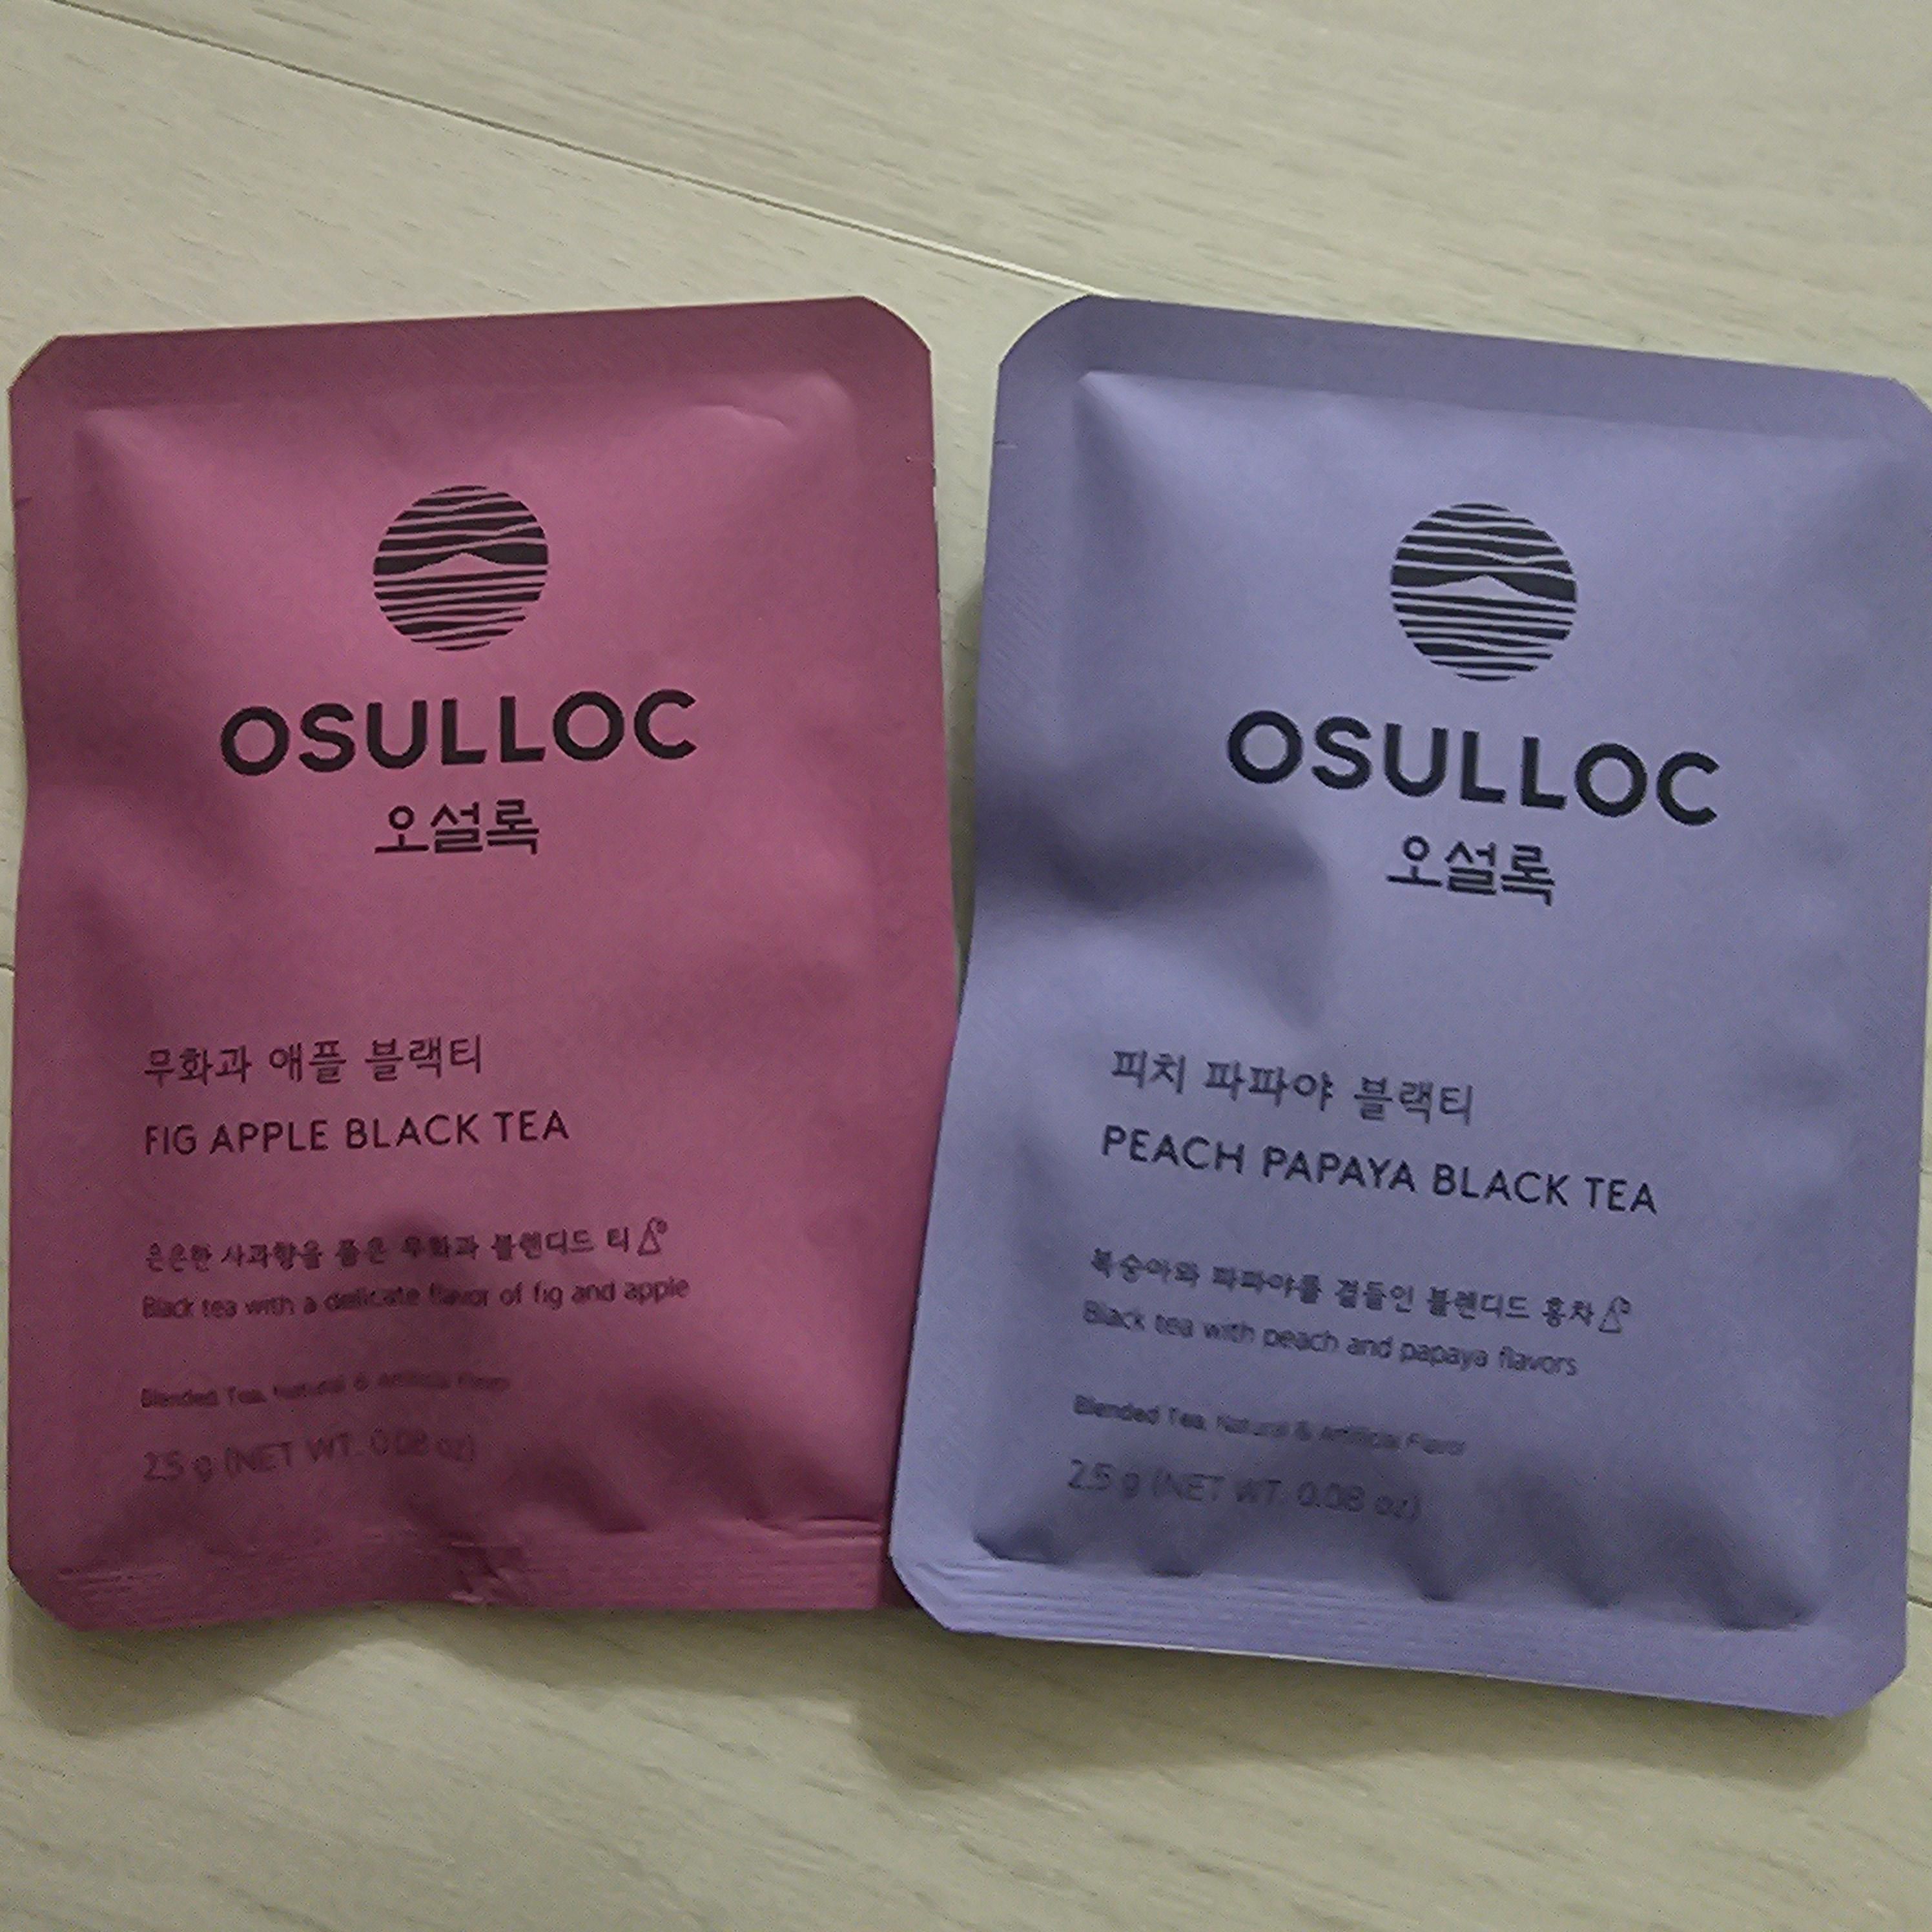 OSULLOC
오설록
무화과 애플 블랙티
FIG APPLE BLACK TEA
은은한 사과향을 품은 무화과 블렌디드 티
Black tea with a delicate flavor of fig and apple
Blended Tea, Natural & Artificial Flavor
2.5 g (NET WT. 0.08 oz)
OSULLOC
오설록
피치 파파야 블랙티
PEACH PAPAYA BLACK TEA
복숭아와 파파야를 곁들인 블렌디드 홍차
Black tea with peach and papaya flavors
Blended Tea, Natural & Artificial Flavor
2.5 g (NET WT. 0.08 oz)